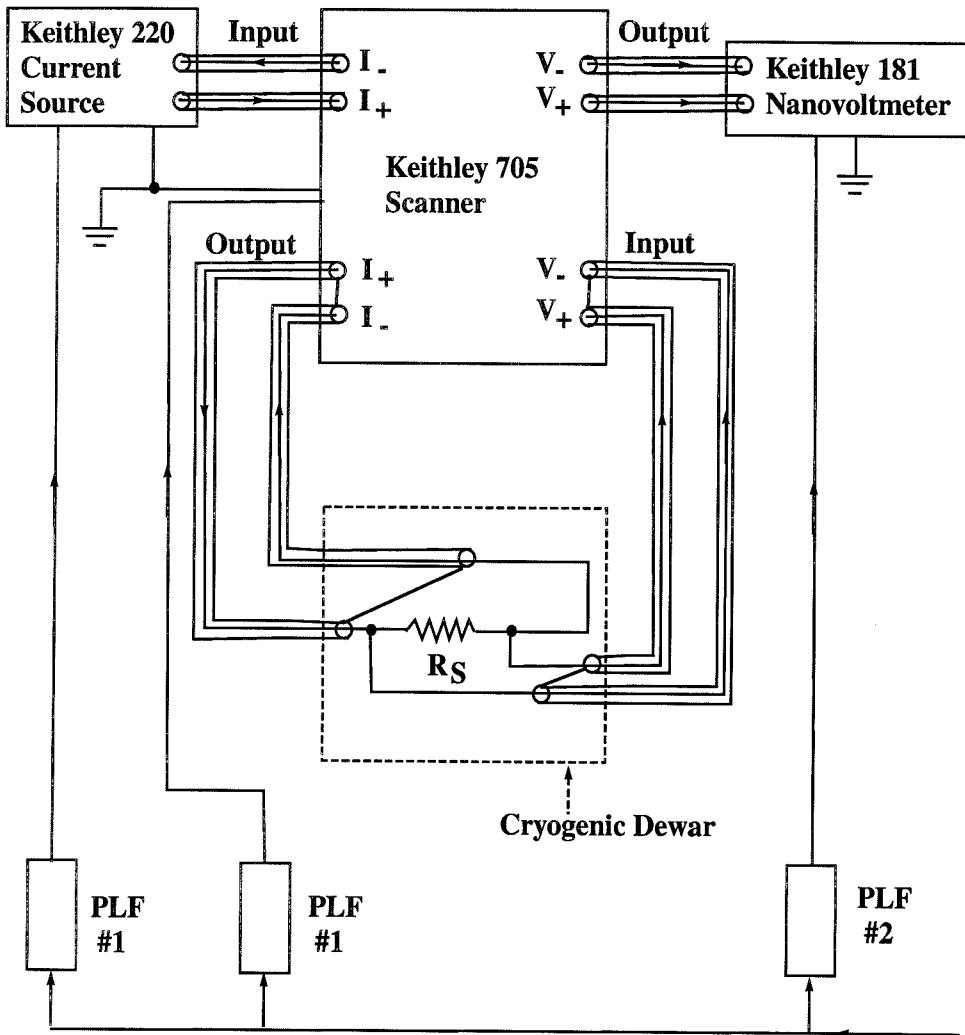 Keithley 220
Current
Source
Input
I -
I +
Output
V -
V +
Keithley 181
Nanovoltmeter
Keithley 705
Scanner
Output
I +
I -
Input
V -
V +
R S
Cryogenic Dewar
PLF
#1
PLF
#1
PLF
#2